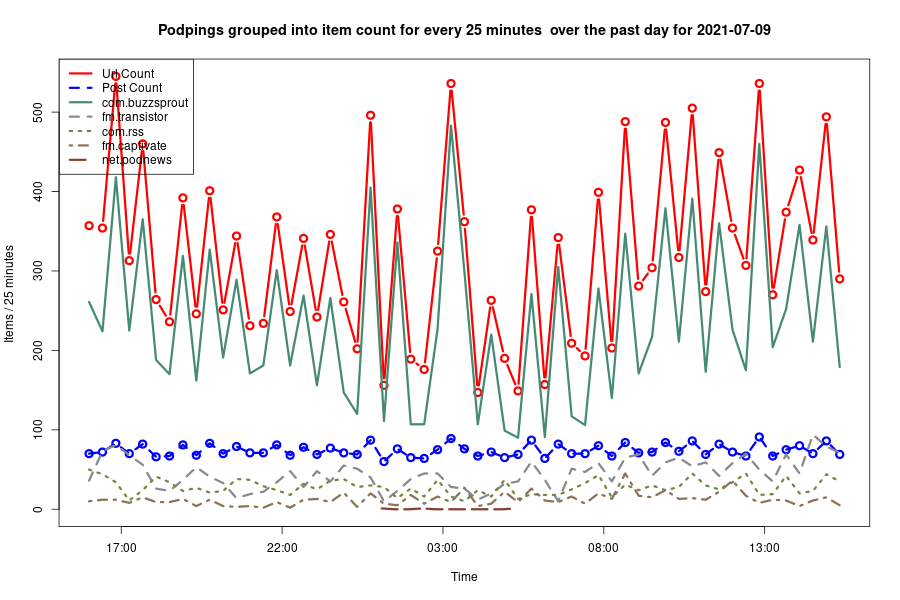 Podpings grouped into item count for every 25 minutes  over the past day for 2021-07-09
Url Count
Post Count
com.buzzsprout
fm.transistor
com.rss
fm.captivate
net.podnews
500
400
300
200
100
0
Items / 25 minutes
17:00 22:00 03:00 08:00 13:00
Time